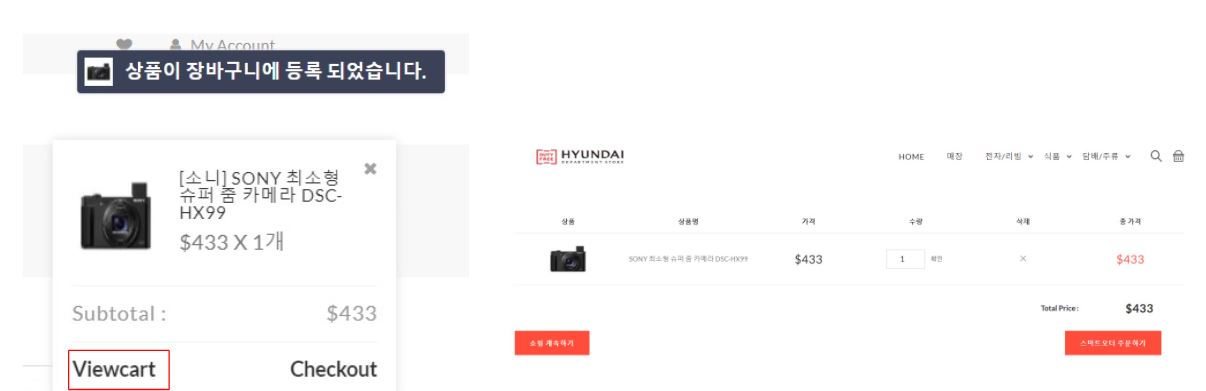 My Account
상품이 장바구니에 등록 되었습니다.
[소니] SONY 최소형
슈퍼 줌 카메라 DSC-
HX99
$433 X 1개
Subtotal : $433
Viewcart Checkout
DUTY FREE HYUNDAI
DEPARTMENT STORE
HOME 매장 전자/리빙 식품 담배/주류
상품 상품명 가격 수량 삭제 총 가격
SONY 최소형 슈퍼 줌 카메라 DSC-HX99 $433 1 확인 $433
Total Price : $433
쇼핑 계속하기 스마트오더 주문하기